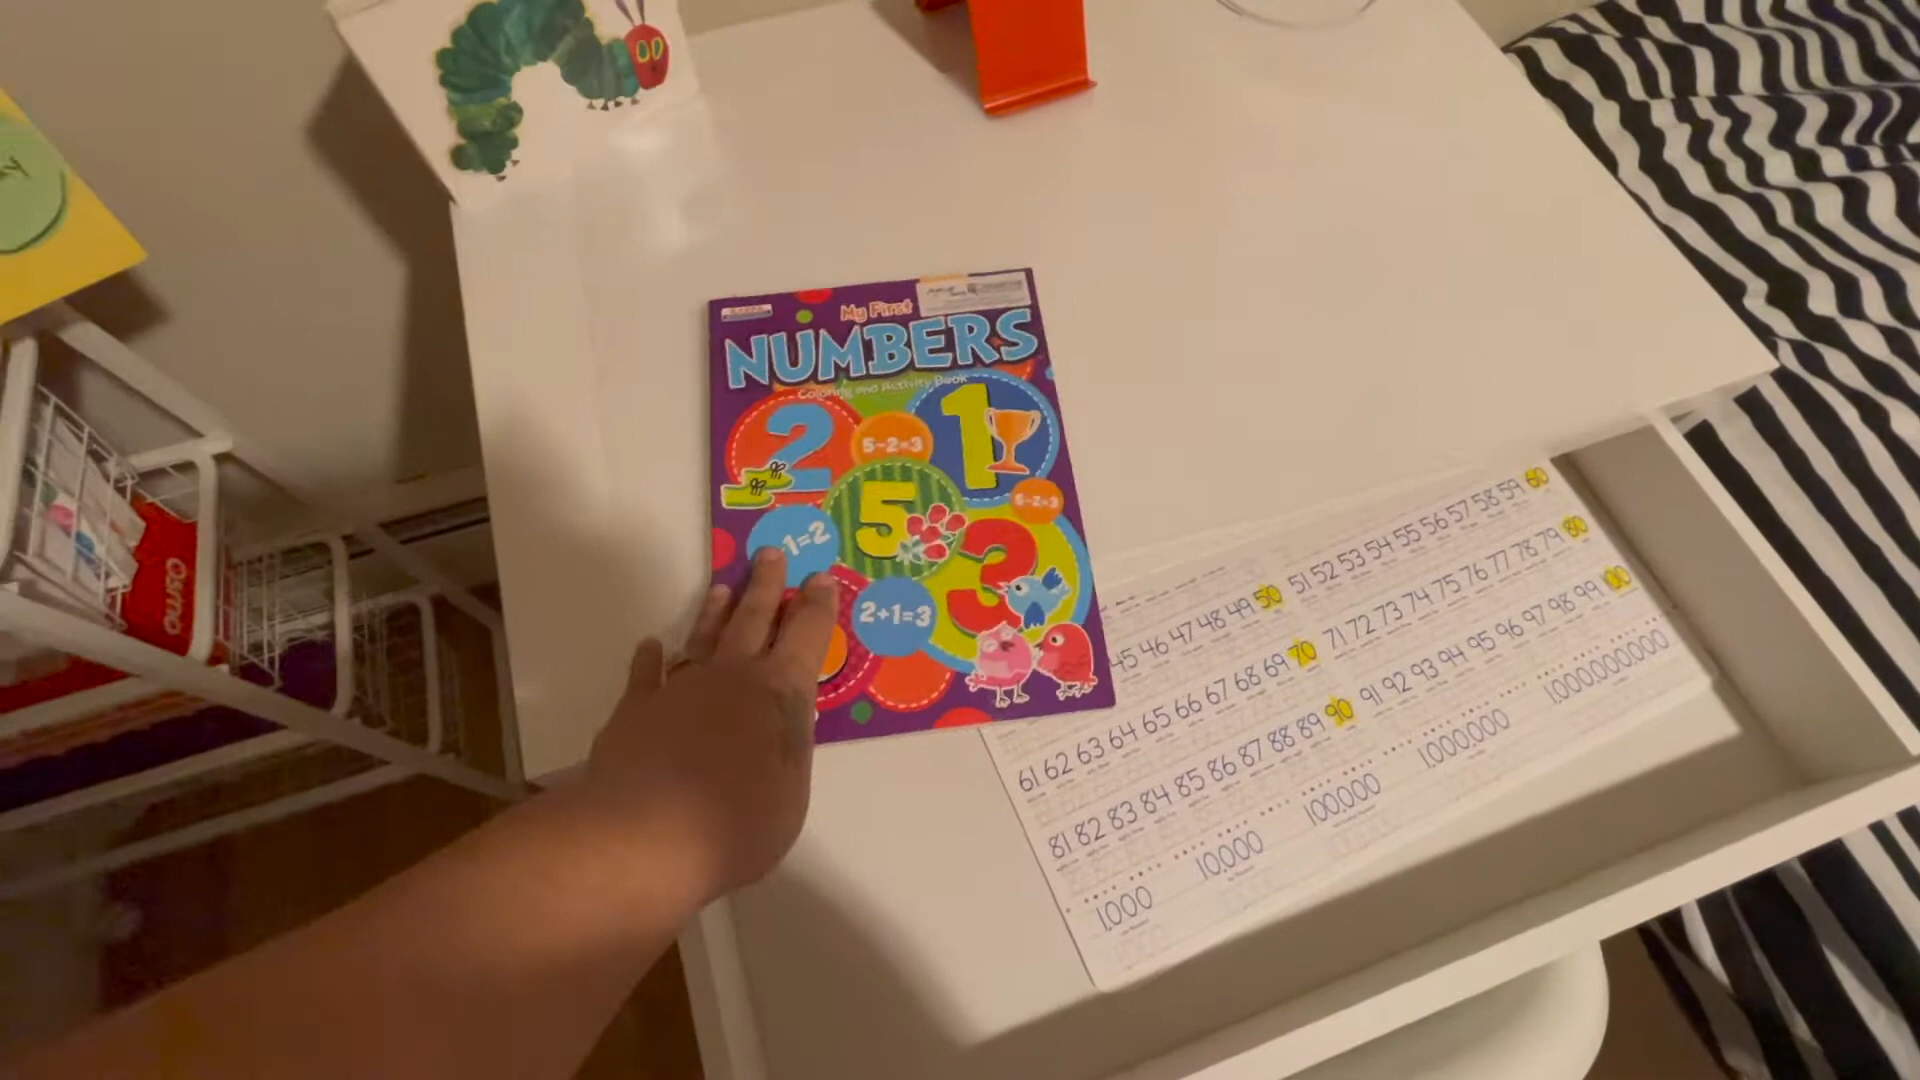 My First
NUMBERS
Coloring and Activity Book
2
1
5-2=3
5
5-2=3
1=2
3
2+1=3
OSMO
45 46 47 48 49 50 51 52 53 54 55 56 57 58 59 60
61 62 63 64 65 66 67 68 69 70 71 72 73 74 75 76 77 78 79 80
81 82 83 84 85 86 87 88 89 90 91 92 93 94 95 96 97 98 99 100
1,000 10,000 100,000 1,000,000 1,000,000,000